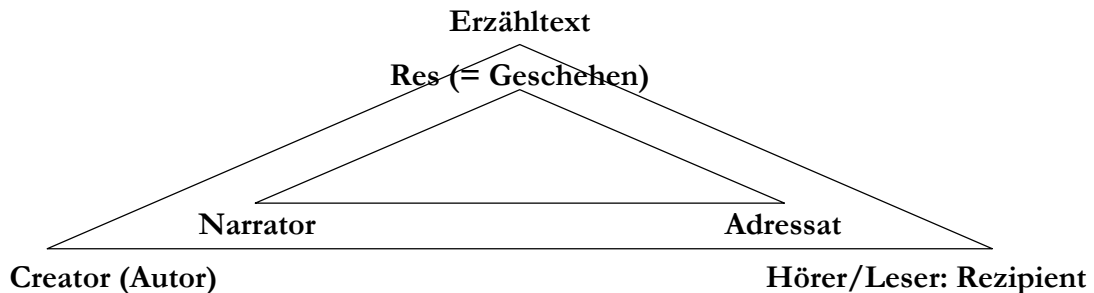 Erzähltext
Res (= Geschehen)
Narrator Adressat
Creator (Autor) Hörer/Leser: Rezipient